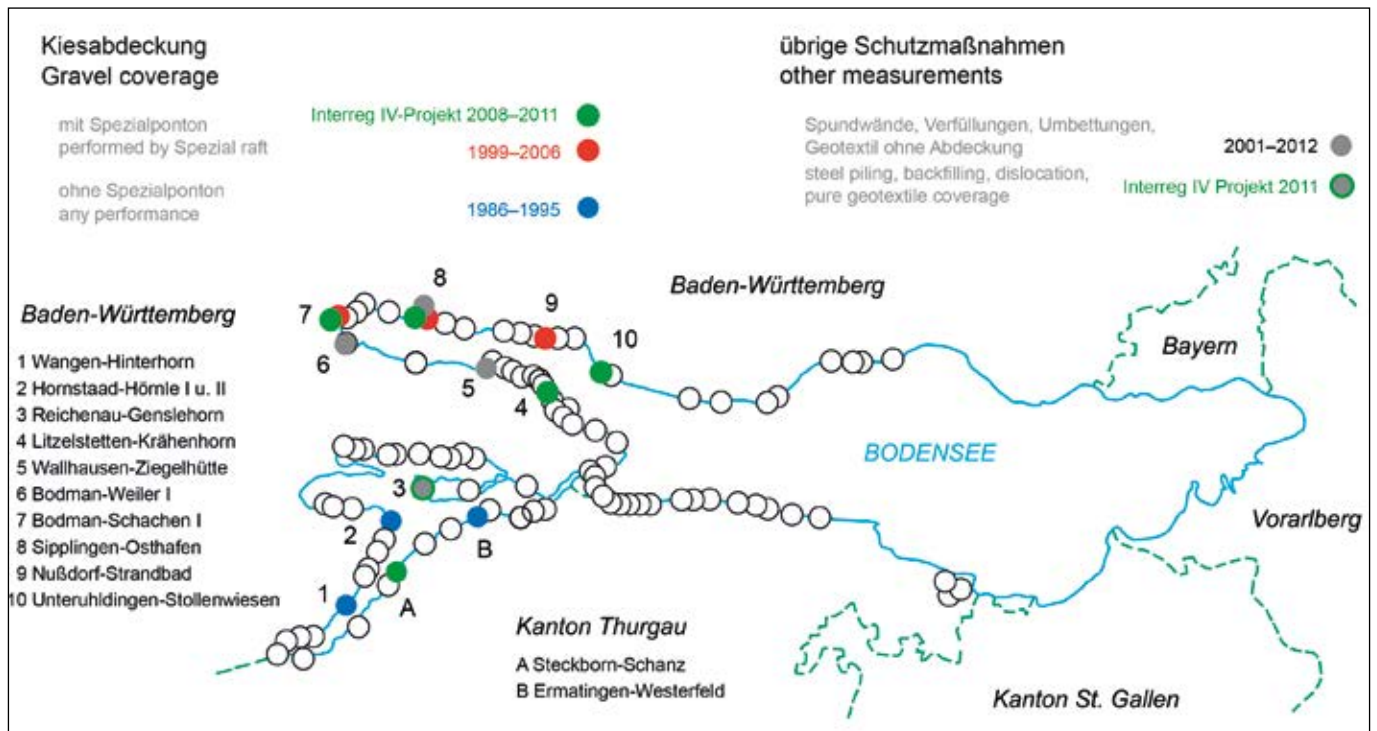 Kiesabdeckung
Gravel coverage
mit Spezialponton
performed by Spezial raft
ohne Spezialponton
any performance
Interreg IV-Projekt 2008–2011
1999–2006
1986–1995
übrige Schutzmaßnahmen
other measurements
Spundwände, Verfüllungen, Umbettungen,
Geotextil ohne Abdeckung
steel piling, backfilling, dislocation,
pure geotextile coverage
2001–2012
Interreg IV Projekt 2011
Baden-Württemberg
1 Wangen-Hinterhorn
2 Hornstaad-Hörnle I u. II
3 Reichenau-Genslehorn
4 Litzelstetten-Krähenhorn
5 Wallhausen-Ziegelhütte
6 Bodman-Weiler I
7 Bodman-Schachen I
8 Sipplingen-Osthafen
9 Nußdorf-Strandbad
10 Unteruhldingen-Stollenwiesen
8
7
9
10
6
5
4
3
2
B
1
A
Baden-Württemberg
Bayern
BODENSEE
Vorarlberg
Kanton Thurgau
A Steckborn-Schanz
B Ermatingen-Westerfeld
Kanton St. Gallen